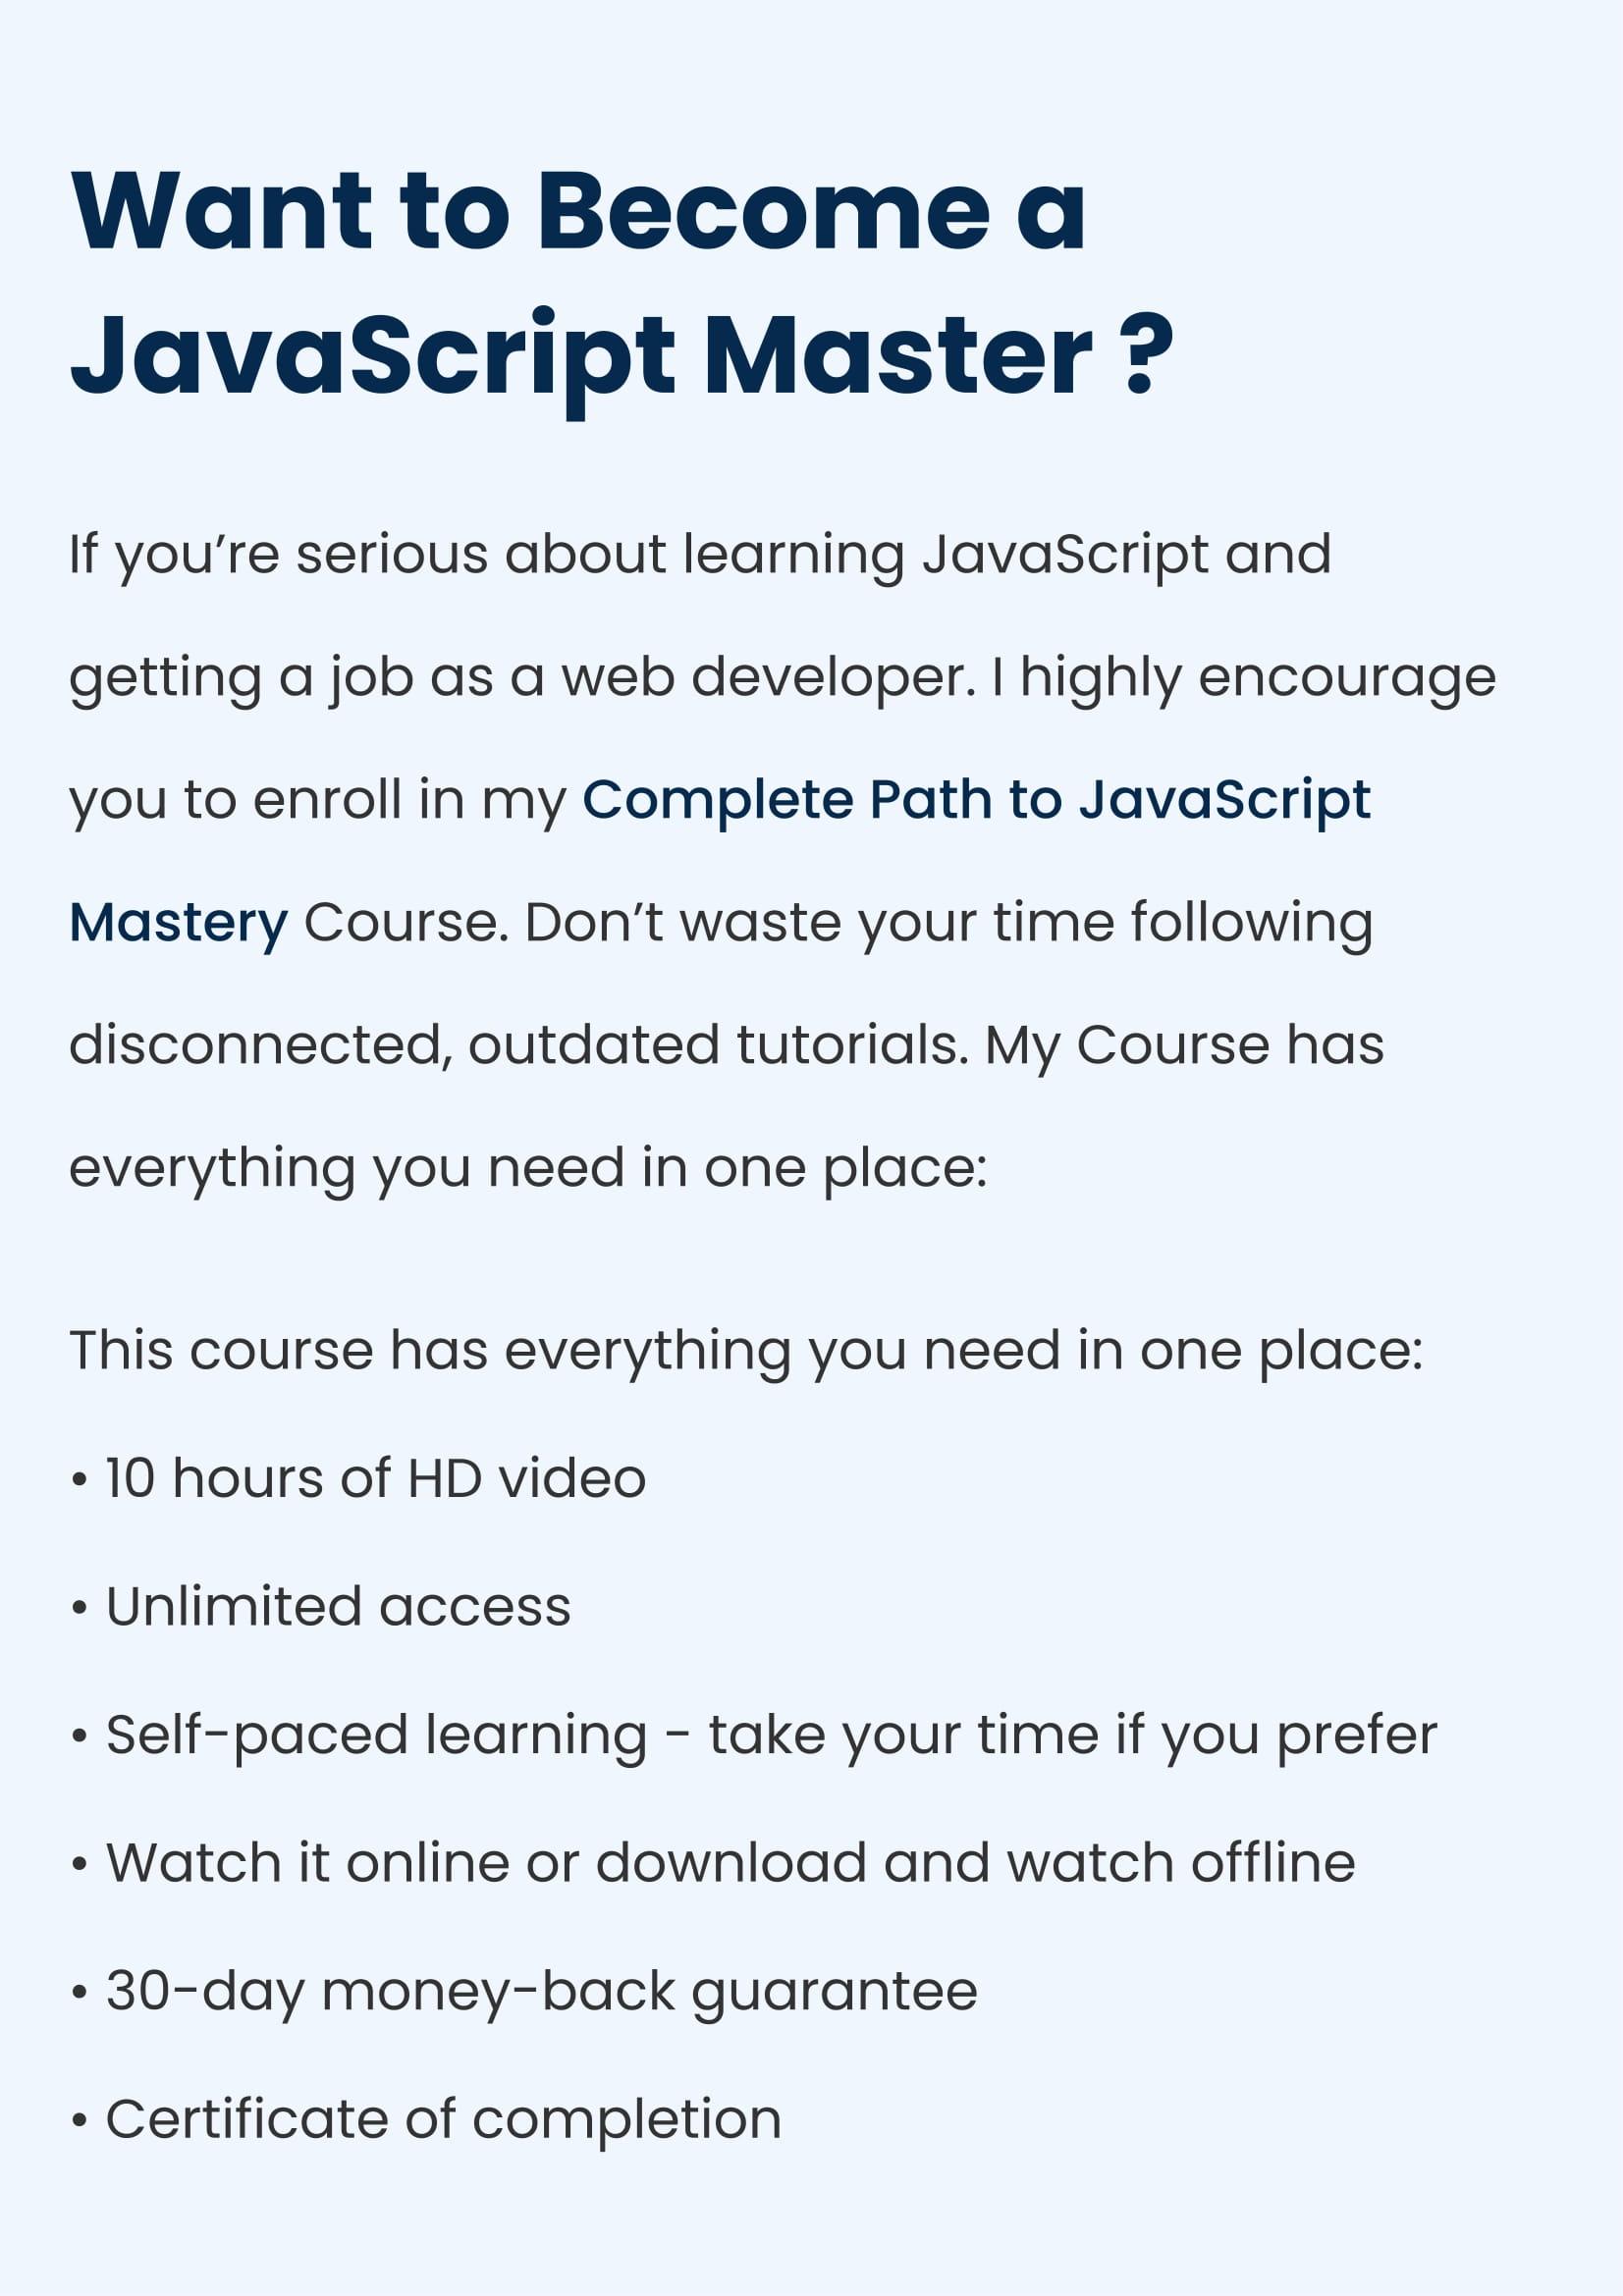 Want to Become a
JavaScript Master ?
If you’re serious about learning JavaScript and
getting a job as a web developer. I highly encourage
you to enroll in my Complete Path to JavaScript
Mastery Course. Don’t waste your time following
disconnected, outdated tutorials. My Course has
everything you need in one place:
This course has everything you need in one place:
• 10 hours of HD video
• Unlimited access
• Self-paced learning - take your time if you prefer
• Watch it online or download and watch offline
• 30-day money-back guarantee
• Certificate of completion